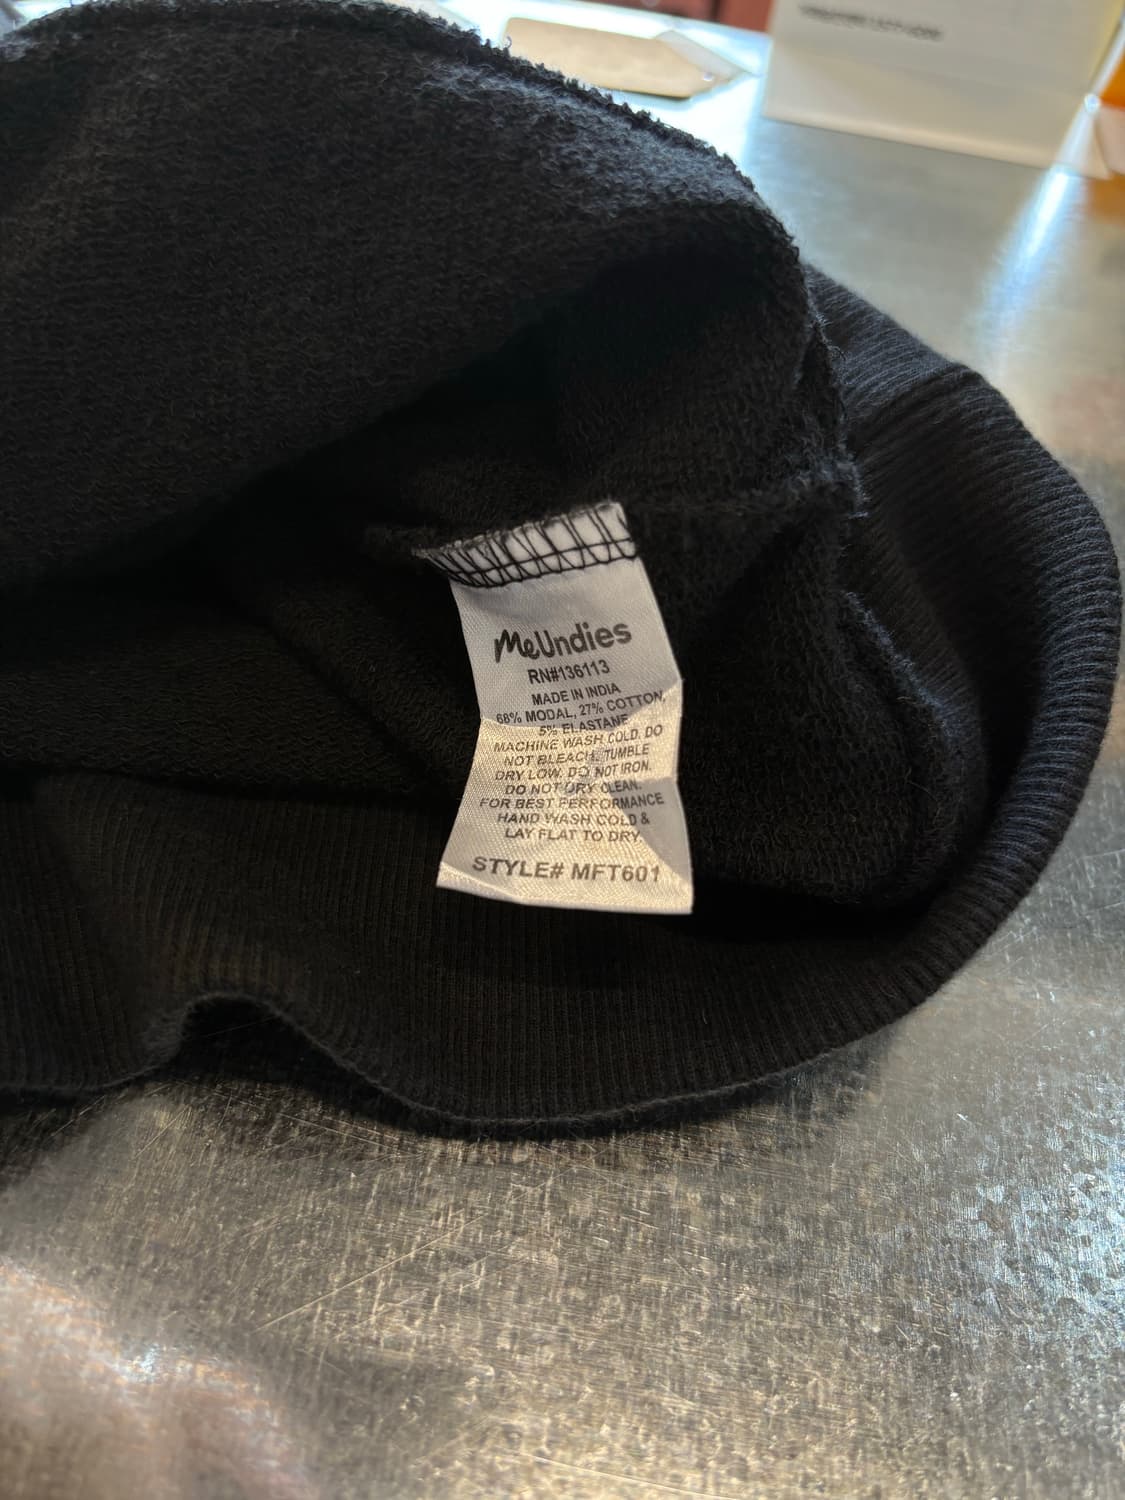 MeUndies
RN#136113
MADE IN INDIA
68% MODAL, 27% COTTON,
5% ELASTANE
MACHINE WASH COLD. DO
NOT BLEACH. TUMBLE
DRY LOW. DO NOT IRON.
DO NOT DRY CLEAN.
FOR BEST PERFORMANCE
HAND WASH COLD &
LAY FLAT TO DRY.
STYLE# MFT601